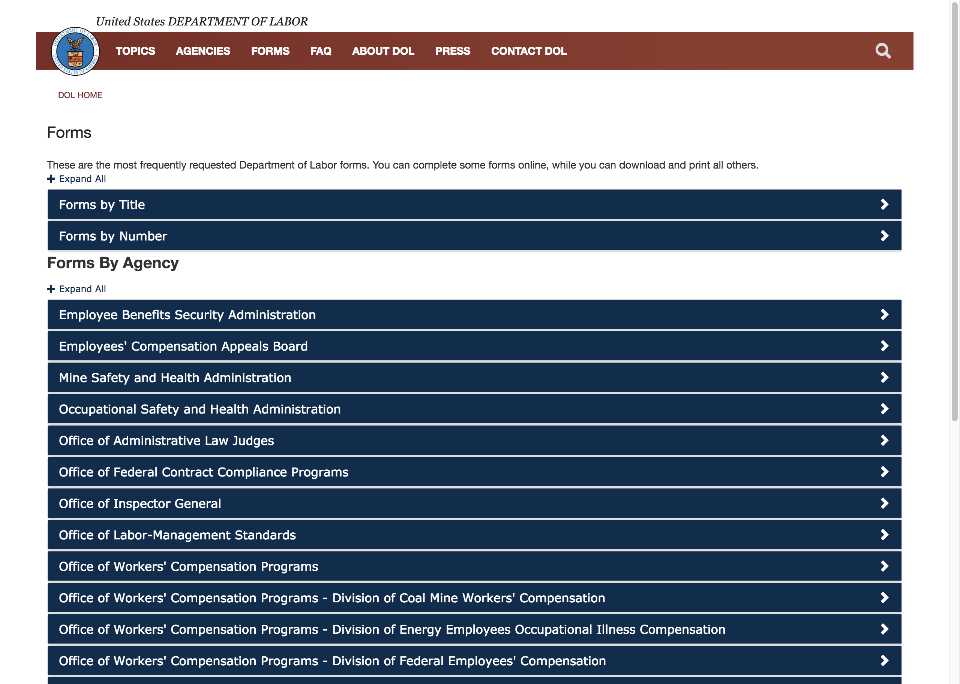 United States DEPARTMENT OF LABOR
TOPICS AGENCIES FORMS FAQ ABOUT DOL PRESS CONTACT DOL
DOL HOME
Forms
These are the most frequently requested Department of Labor forms. You can complete some forms online, while you can download and print all others.
Expand All
Forms by Title
Forms by Number
Forms By Agency
Expand All
Employee Benefits Security Administration
Employees' Compensation Appeals Board
Mine Safety and Health Administration
Occupational Safety and Health Administration
Office of Administrative Law Judges
Office of Federal Contract Compliance Programs
Office of Inspector General
Office of Labor-Management Standards
Office of Workers' Compensation Programs
Office of Workers' Compensation Programs - Division of Coal Mine Workers' Compensation
Office of Workers' Compensation Programs - Division of Energy Employees Occupational Illness Compensation
Office of Workers' Compensation Programs - Division of Federal Employees' Compensation